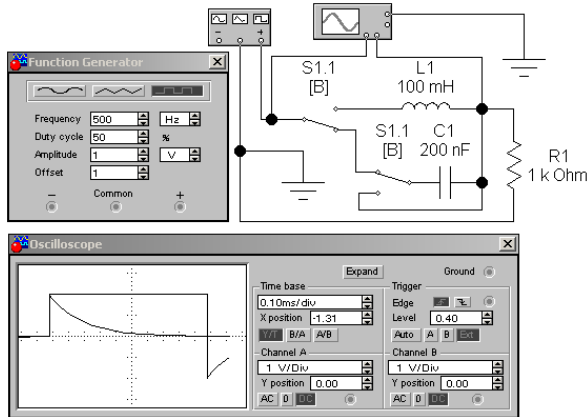 − +
S1.1
[B]
L1
100 mH
S1.1
[B]
C1
200 nF
R1
1 k Ohm
Function Generator
Frequency 500 Hz
Duty cycle 50 %
Amplitude 1 V
Offset 1
− Common +
Oscilloscope
Expand Ground
Time base
0.10ms/div
X position -1.31
Y/T B/A A/B
Trigger
Edge
Level 0.40
Auto A B Ext
Channel A
1 V/Div
Y position 0.00
AC 0 DC
Channel B
1 V/Div
Y position 0.00
AC 0 DC